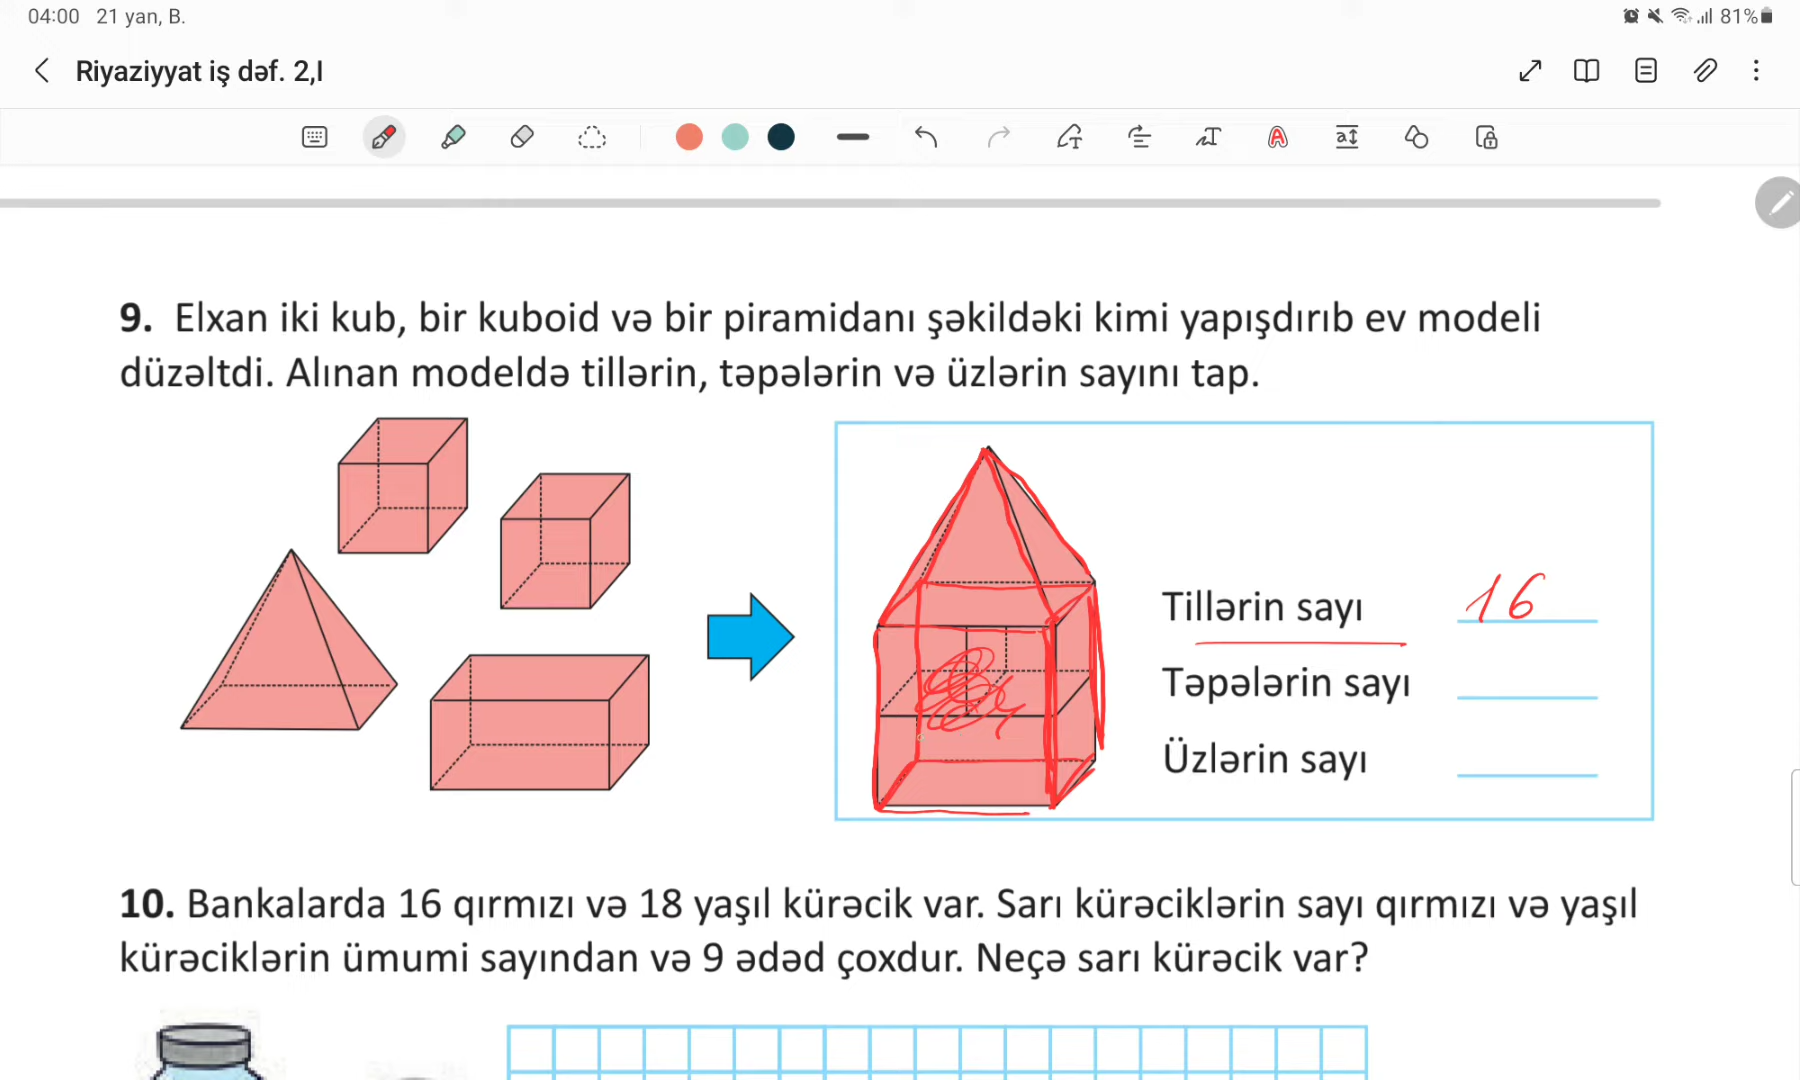 04:00 21 yan, B.
81%
Riyaziyyat iş dəf. 2,I
9. Elxan iki kub, bir kuboid və bir piramidanı şəkildəki kimi yapışdırıb ev modeli
düzəltdi. Alınan modeldə tillərin, təpələrin və üzlərin sayını tap.
Tillərin sayı 16
Təpələrin sayı
Üzlərin sayı
10. Bankalarda 16 qırmızı və 18 yaşıl kürəcik var. Sarı kürəciklərin sayı qırmızı və yaşıl
kürəciklərin ümumi sayından və 9 ədəd çoxdur. Neçə sarı kürəcik var?